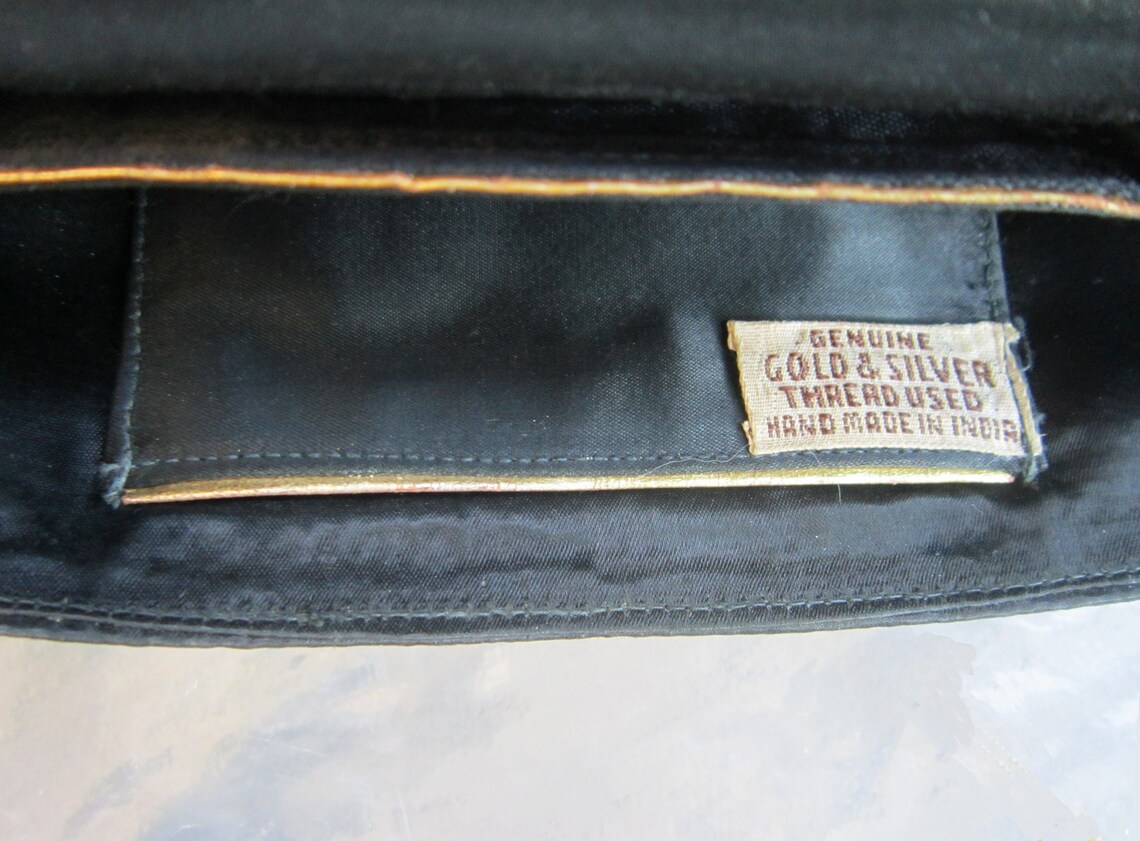 GENUINE
GOLD & SILVER
THREAD USED
HAND MADE IN INDIA